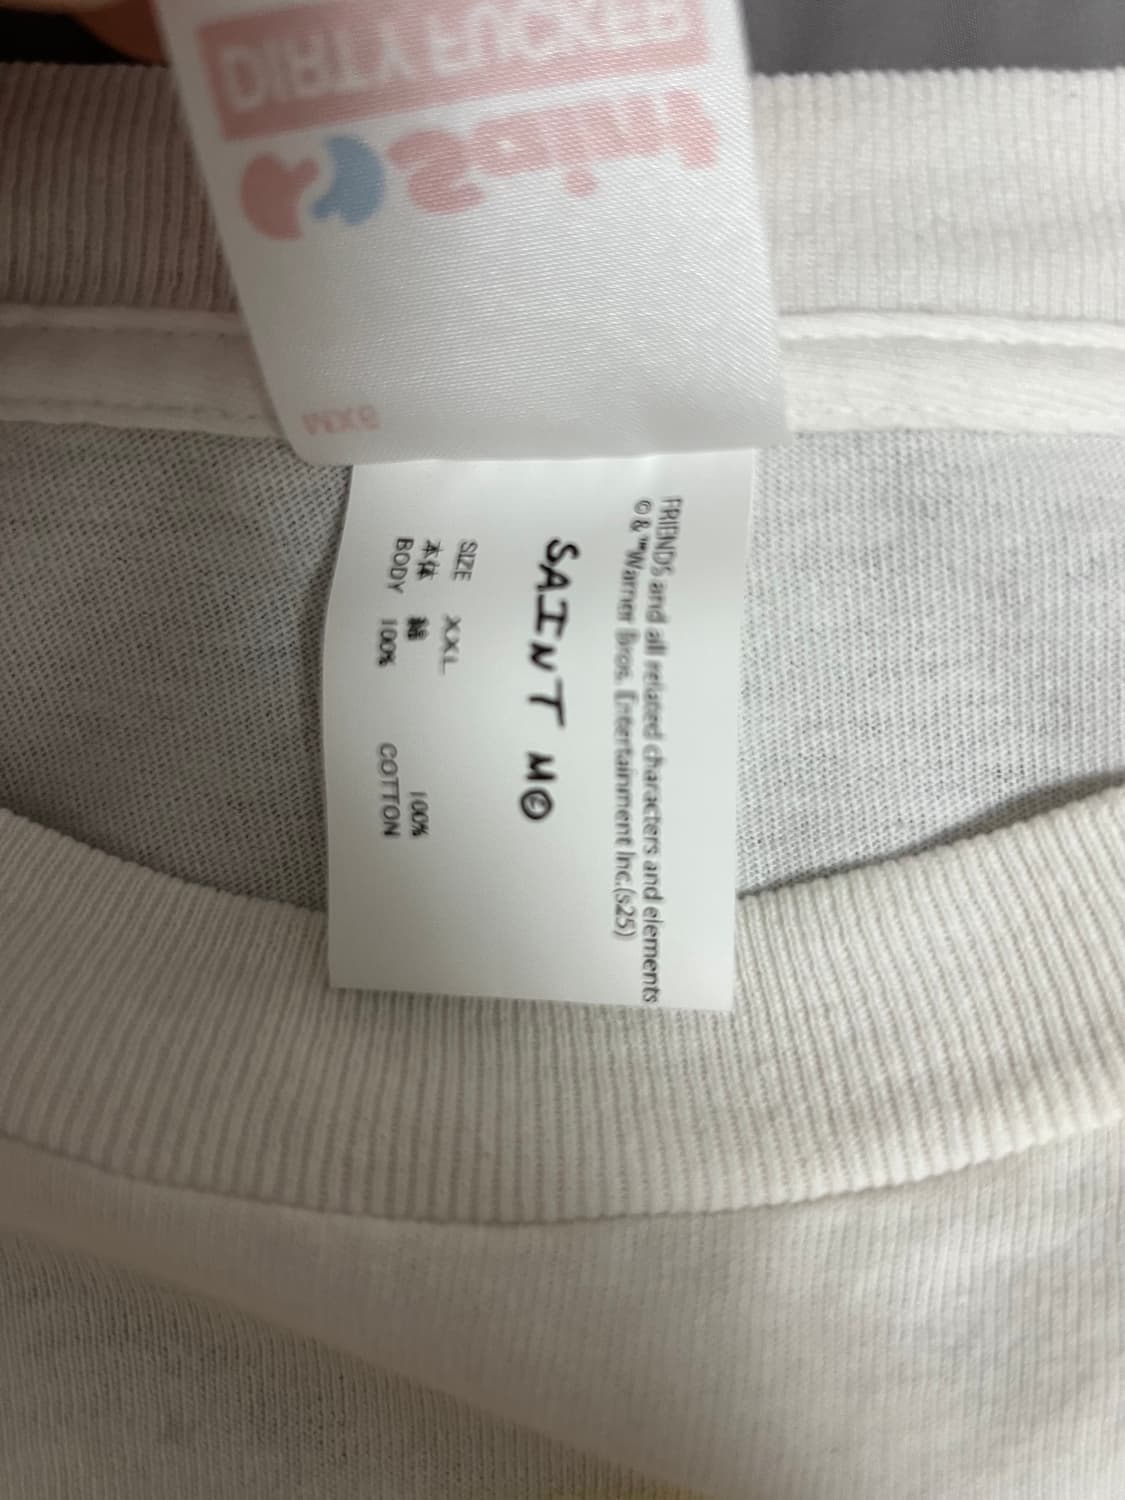 FRIENDS and all related characters and elements
© & ™Warner Bros. Entertainment Inc.(s25)
SAINT M⑥
SIZE XXL
本体 綿 100%
BODY 100% COTTON